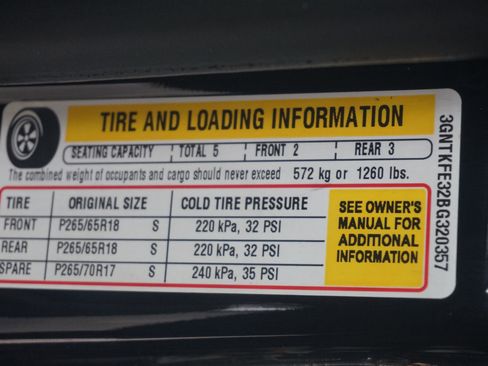 TIRE AND LOADING INFORMATION
SEATING CAPACITY TOTAL 5 FRONT 2 REAR 3
The combined weight of occupants and cargo should never exceed 572 kg or 1260 lbs.
TIRE ORIGINAL SIZE COLD TIRE PRESSURE
FRONT P265/65R18 S 220 kPa, 32 PSI
REAR P265/65R18 S 220 kPa, 32 PSI
SPARE P265/70R17 S 240 kPa, 35 PSI
SEE OWNER'S
MANUAL FOR
ADDITIONAL
INFORMATION
3GNTKFE32BG320357